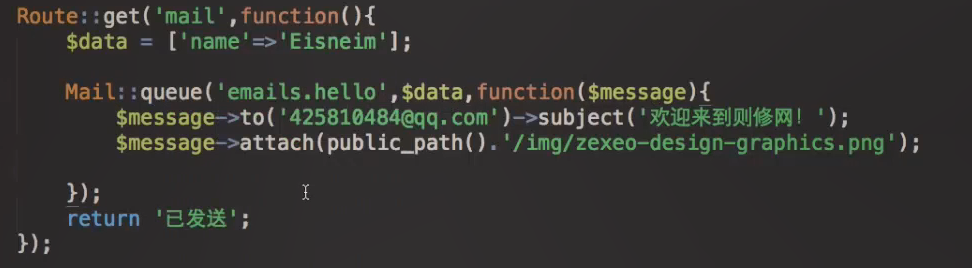 Route::get('mail',function(){
    $data = ['name'=>'Eisneim'];
    Mail::queue('emails.hello',$data,function($message){
        $message->to('425810484@qq.com')->subject('欢迎来到则修网！');
        $message->attach(public_path().'/img/zexeo-design-graphics.png');
    });
    return '已发送';
});